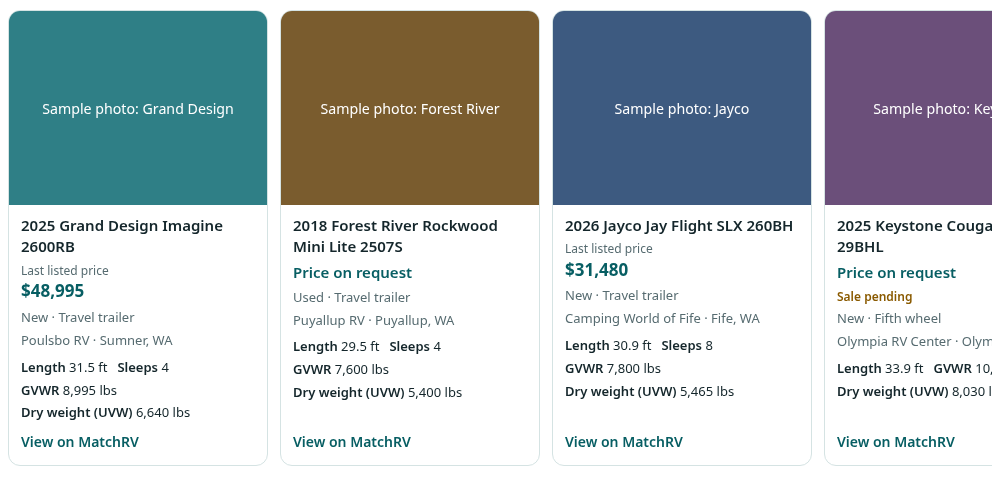 Sample photo: Grand Design
2025 Grand Design Imagine
2600RB
Last listed price
$48,995
New · Travel trailer
Poulsbo RV · Sumner, WA
Length 31.5 ft Sleeps 4
GVWR 8,995 lbs
Dry weight (UVW) 6,640 lbs
View on MatchRV
Sample photo: Forest River
2018 Forest River Rockwood
Mini Lite 2507S
Price on request
Used · Travel trailer
Puyallup RV · Puyallup, WA
Length 29.5 ft Sleeps 4
GVWR 7,600 lbs
Dry weight (UVW) 5,400 lbs
View on MatchRV
Sample photo: Jayco
2026 Jayco Jay Flight SLX 260BH
Last listed price
$31,480
New · Travel trailer
Camping World of Fife · Fife, WA
Length 30.9 ft Sleeps 8
GVWR 7,800 lbs
Dry weight (UVW) 5,465 lbs
View on MatchRV
Sample photo:
2025 Keystone
29BHL
Price on request
Sale pending
New · Fifth wheel
Olympia RV Center ·
Length 33.9 ft GVWR
Dry weight (UVW) 8,030
View on MatchRV